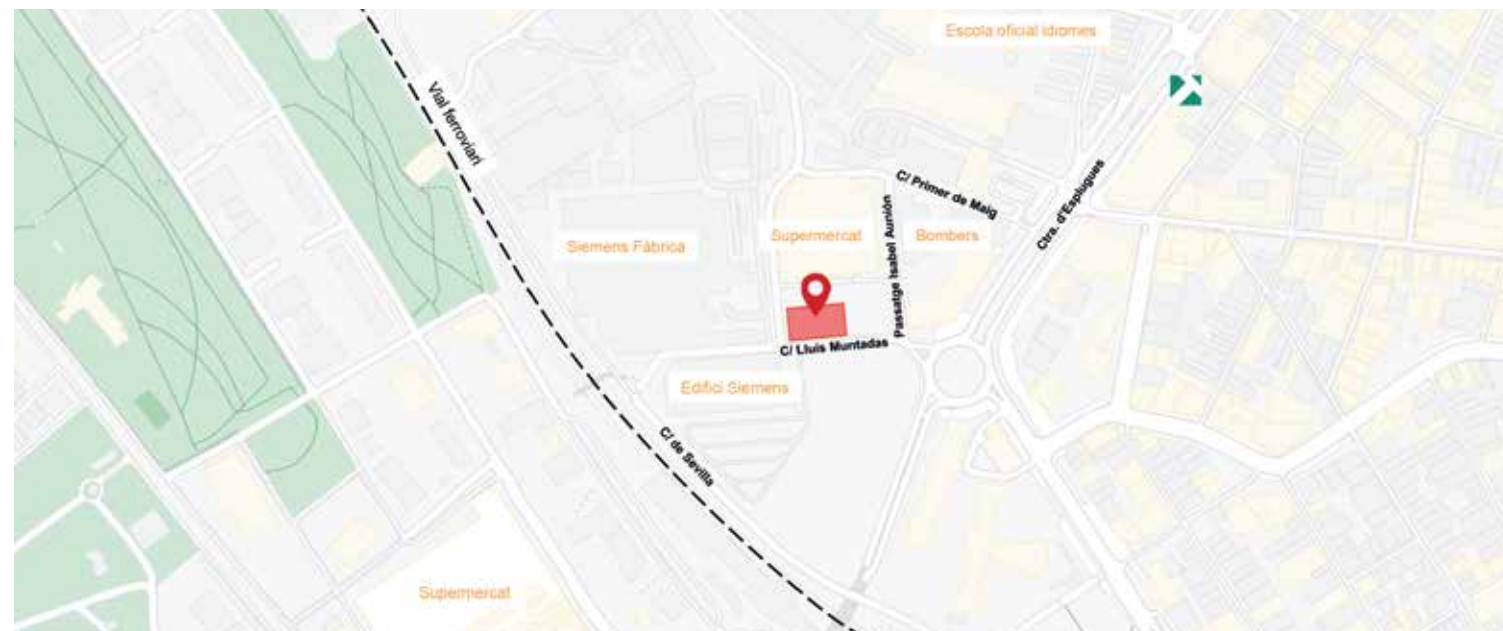 Escola oficial idiomes
Vial ferroviari
C/ Primer de Maig
Ctra. d'Esplugues
Siemens Fàbrica
Supermercat
Passatge Isabel Aunión
Bombers
C/ Lluis Muntadas
Edifici Siemens
C/ de Sevilla
Supermercat